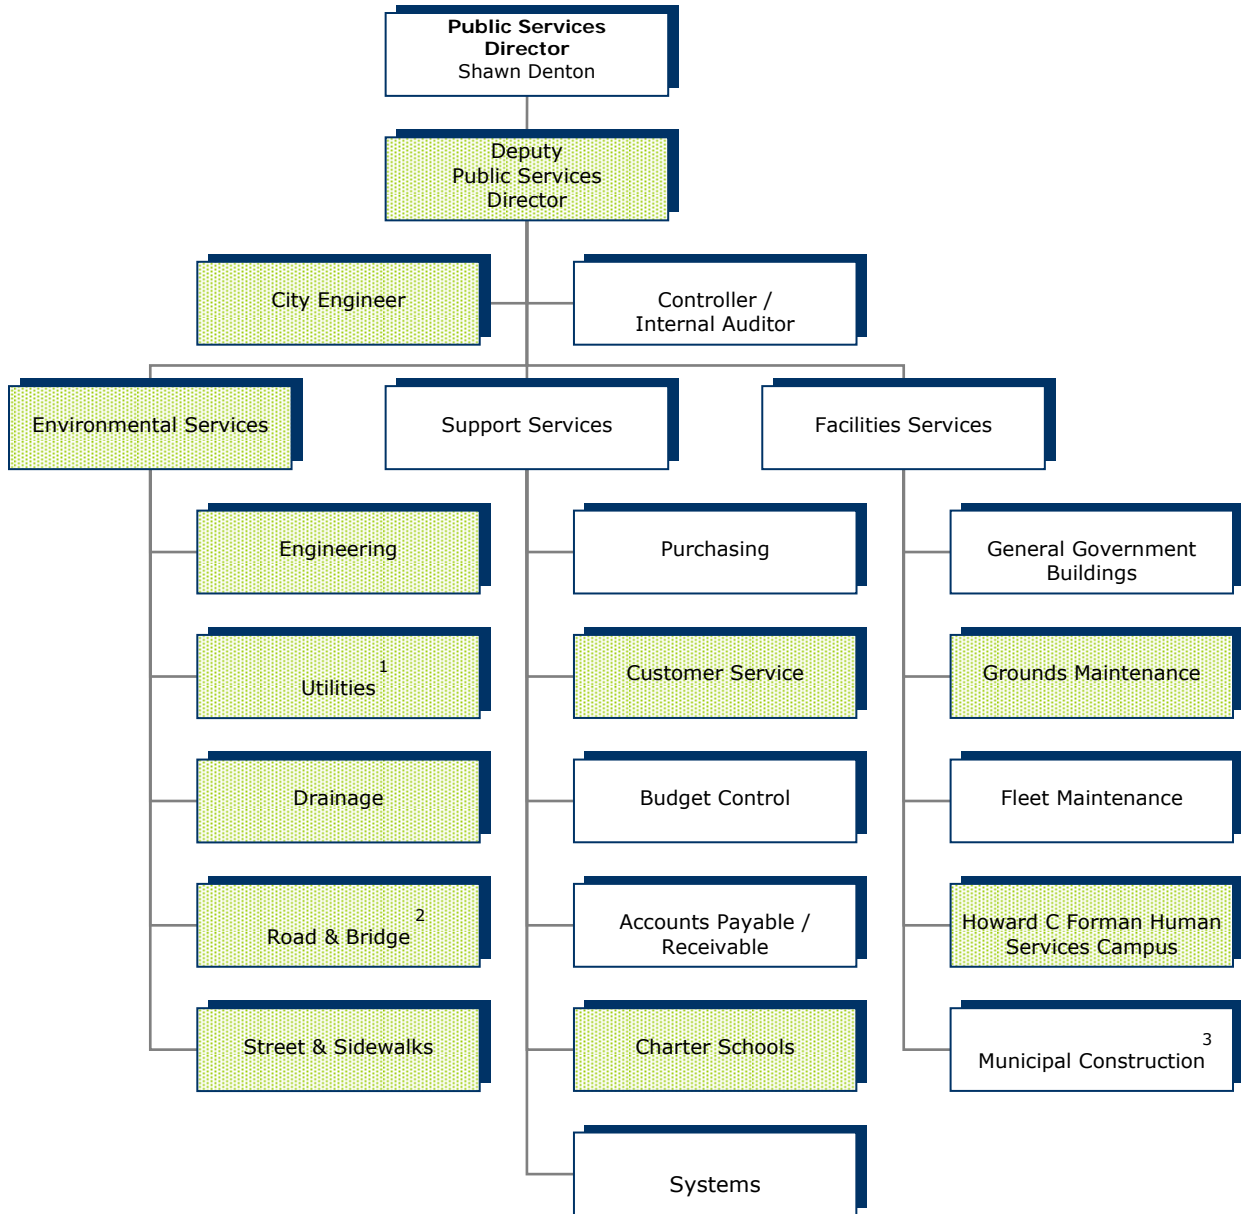 Public Services
Director
Shawn Denton
Deputy
Public Services
Director
City Engineer
Controller /
Internal Auditor
Environmental Services
Support Services
Facilities Services
Engineering
Purchasing
General Government
Buildings
Utilities 1
Customer Service
Grounds Maintenance
Drainage
Budget Control
Fleet Maintenance
Road & Bridge 2
Accounts Payable /
Receivable
Howard C Forman Human
Services Campus
Street & Sidewalks
Charter Schools
Municipal Construction 3
Systems